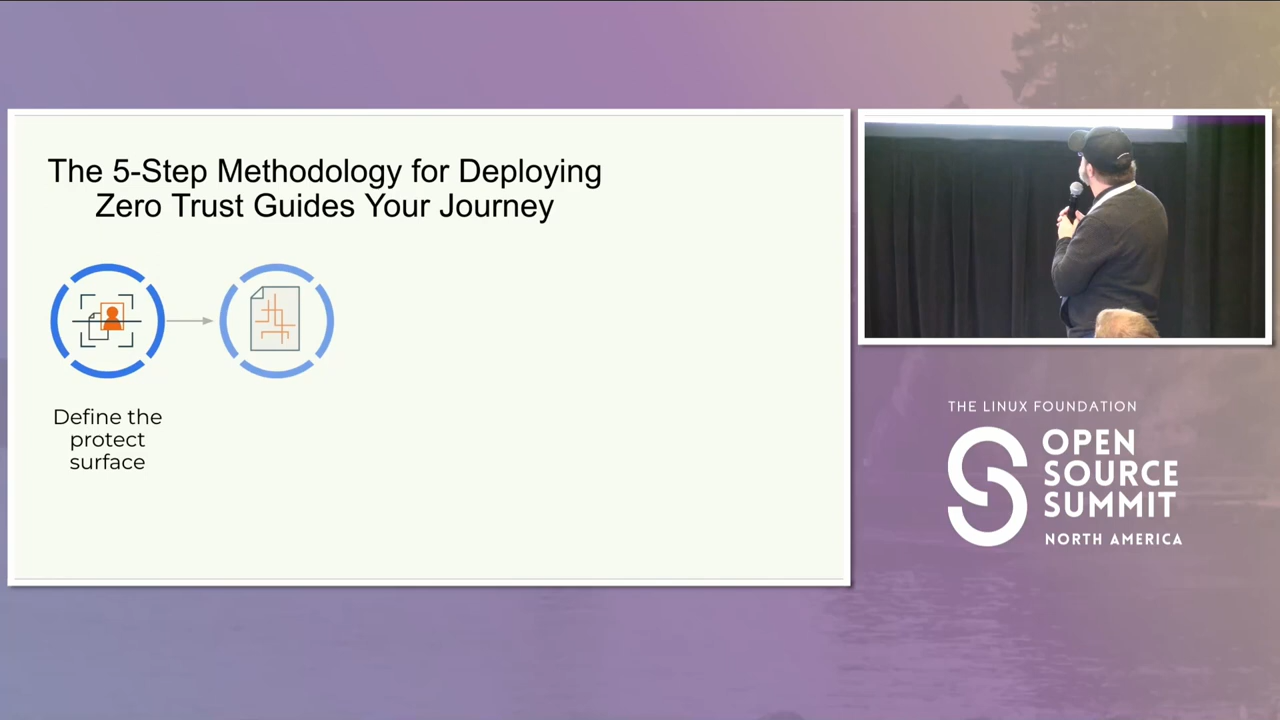 The 5-Step Methodology for Deploying
Zero Trust Guides Your Journey
Define the
protect
surface
THE LINUX FOUNDATION
OPEN
SOURCE
SUMMIT
NORTH AMERICA